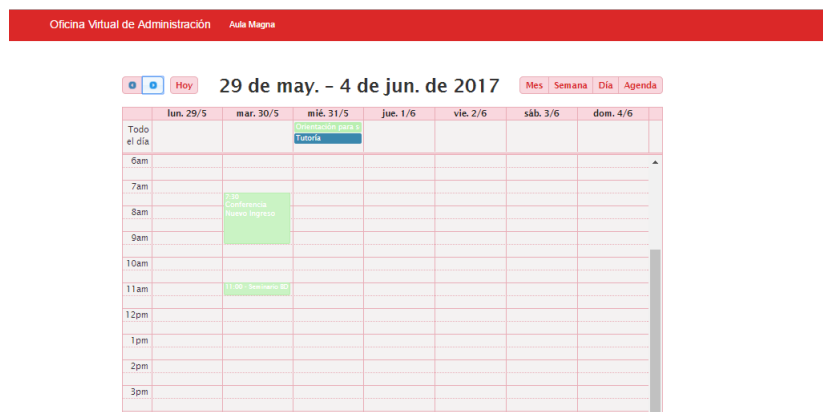 Oficina Virtual de Administración Aula Magna
Hoy 29 de may. – 4 de jun. de 2017 Mes Semana Día Agenda
lun. 29/5 mar. 30/5 mié. 31/5 jue. 1/6 vie. 2/6 sáb. 3/6 dom. 4/6
Todo
el día
Orientación para
Tutoría
6am
7am
7:30
Conferencia
8am
Nuevo Ingreso
9am
10am
11am
11:00 - Seminario SD
12pm
1pm
2pm
3pm